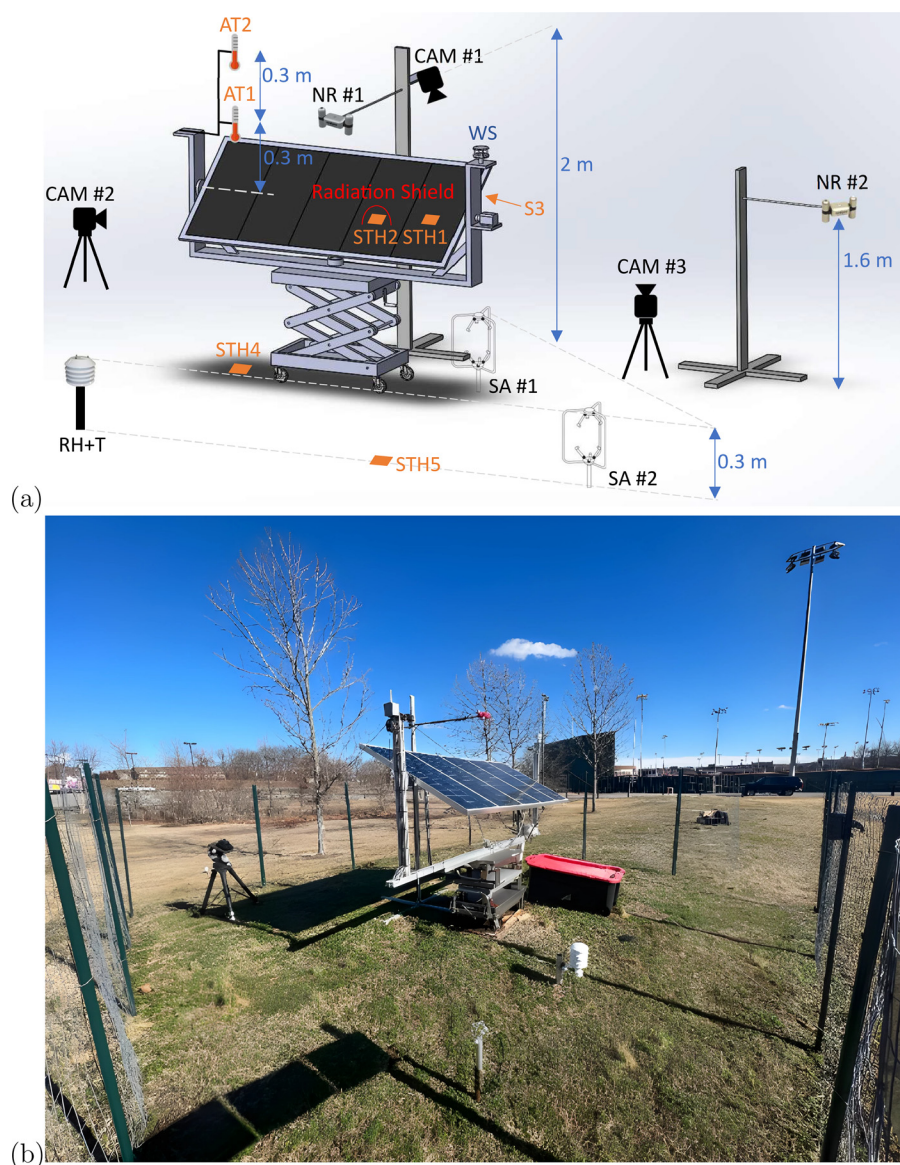 AT2
CAM #1
0.3 m
NR #1
AT1
WS
0.3 m
2 m
NR #2
CAM #2
Radiation Shield
S3
STH2
STH1
1.6 m
CAM #3
STH4
SA #1
RH+T
STH5
SA #2
0.3 m
(a)
(b)